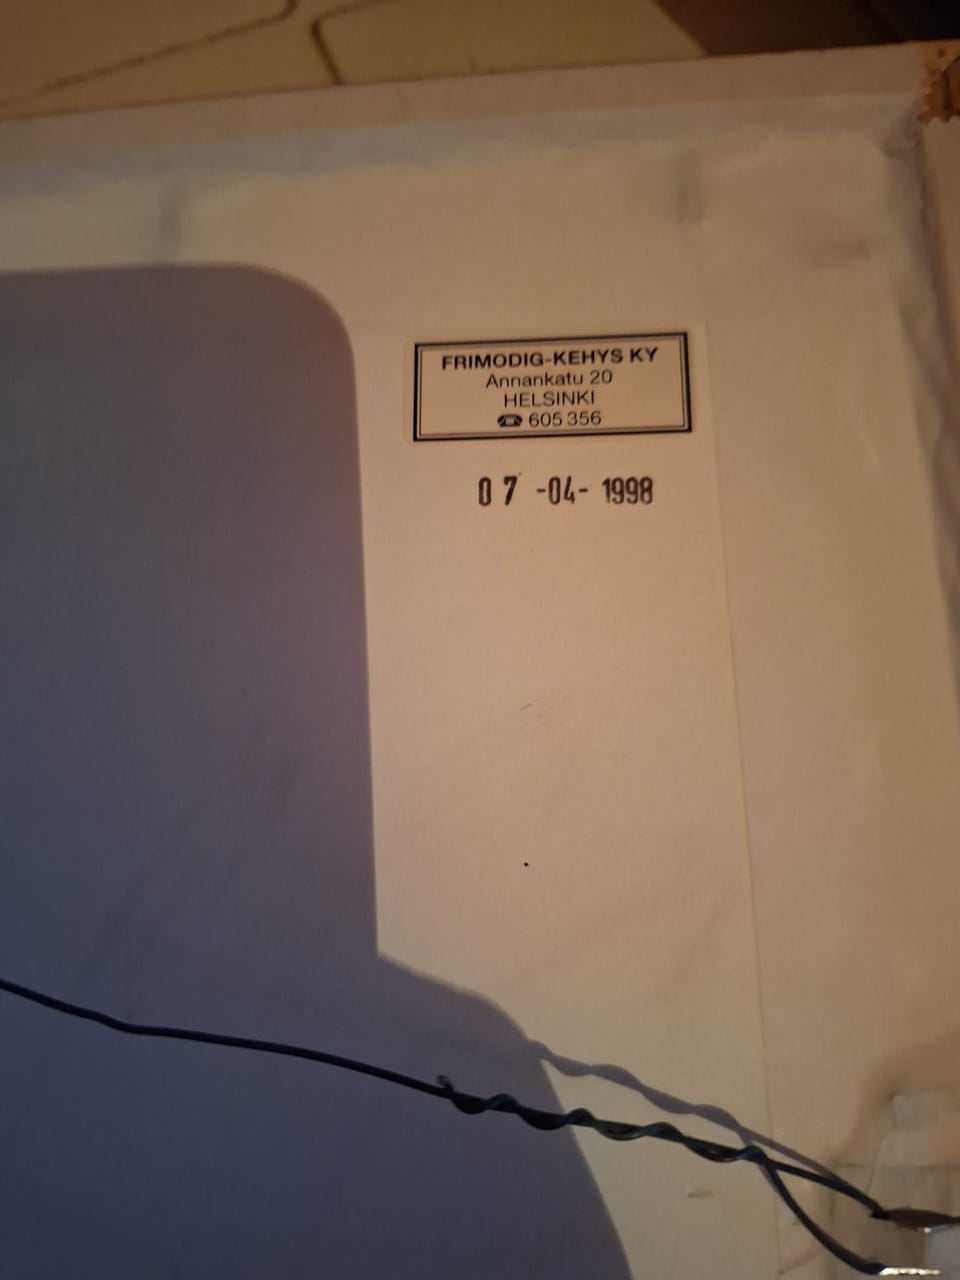 FRIMODIG-KEHYS KY
Annankatu 20
HELSINKI
☎ 605 356
07 -04- 1998